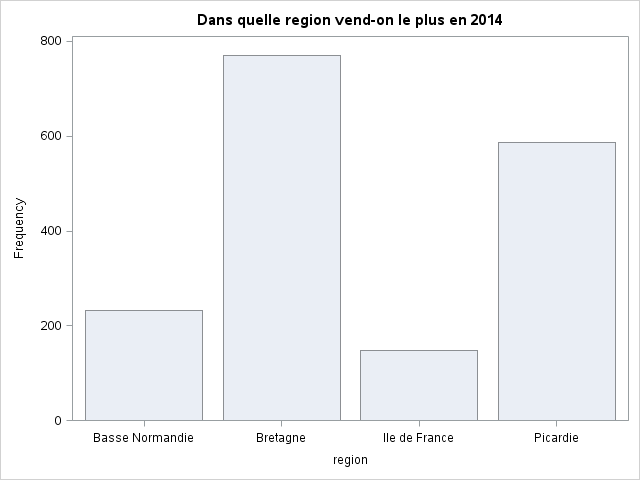 Dans quelle region vend-on le plus en 2014
800
600
400
200
0
Frequency
Basse Normandie Bretagne Ile de France Picardie
region